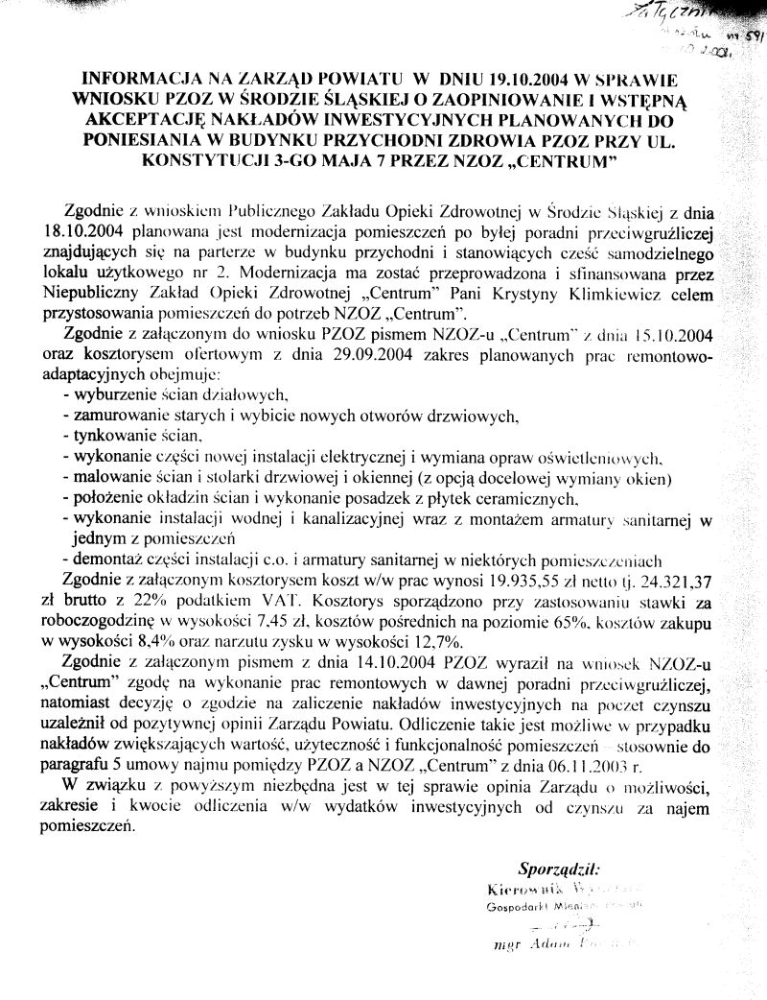 Załącznik
nr 59/
INFORMACJA NA ZARZĄD POWIATU W DNIU 19.10.2004 W SPRAWIE
WNIOSKU PZOZ W ŚRODZIE ŚLĄSKIEJ O ZAOPINIOWANIE I WSTĘPNĄ
AKCEPTACJĘ NAKŁADÓW INWESTYCYJNYCH PLANOWANYCH DO
PONIESIANIA W BUDYNKU PRZYCHODNI ZDROWIA PZOZ PRZY UL.
KONSTYTUCJI 3-GO MAJA 7 PRZEZ NZOZ „CENTRUM”
Zgodnie z wnioskiem Publicznego Zakładu Opieki Zdrowotnej w Środzie Śląskiej z dnia
18.10.2004 planowana jest modernizacja pomieszczeń po byłej poradni przeciwgruźliczej
znajdujących się na parterze w budynku przychodni i stanowiących cześć samodzielnego
lokalu użytkowego nr 2. Modernizacja ma zostać przeprowadzona i sfinansowana przez
Niepubliczny Zakład Opieki Zdrowotnej „Centrum” Pani Krystyny Klimkiewicz celem
przystosowania pomieszczeń do potrzeb NZOZ „Centrum”.
Zgodnie z załączonym do wniosku PZOZ pismem NZOZ-u „Centrum” z dnia 15.10.2004
oraz kosztorysem ofertowym z dnia 29.09.2004 zakres planowanych prac remontowo-
adaptacyjnych obejmuje:
- wyburzenie ścian działowych,
- zamurowanie starych i wybicie nowych otworów drzwiowych,
- tynkowanie ścian,
- wykonanie części nowej instalacji elektrycznej i wymiana opraw oświetleniowych,
- malowanie ścian i stolarki drzwiowej i okiennej (z opcją docelowej wymiany okien)
- położenie okładzin ścian i wykonanie posadzek z płytek ceramicznych,
- wykonanie instalacji wodnej i kanalizacyjnej wraz z montażem armatury sanitarnej w
jednym z pomieszczeń
- demontaż części instalacji c.o. i armatury sanitarnej w niektórych pomieszczeniach
Zgodnie z załączonym kosztorysem koszt w/w prac wynosi 19.935,55 zł netto tj. 24.321,37
zł brutto z 22% podatkiem VAT. Kosztorys sporządzono przy zastosowaniu stawki za
roboczogodzinę w wysokości 7,45 zł, kosztów pośrednich na poziomie 65%, kosztów zakupu
w wysokości 8,4% oraz narzutu zysku w wysokości 12,7%.
Zgodnie z załączonym pismem z dnia 14.10.2004 PZOZ wyraził na wniosek NZOZ-u
„Centrum” zgodę na wykonanie prac remontowych w dawnej poradni przeciwgruźliczej,
natomiast decyzję o zgodzie na zaliczenie nakładów inwestycyjnych na poczet czynszu
uzależnił od pozytywnej opinii Zarządu Powiatu. Odliczenie takie jest możliwe w przypadku
nakładów zwiększających wartość, użyteczność i funkcjonalność pomieszczeń – stosownie do
paragrafu 5 umowy najmu pomiędzy PZOZ a NZOZ „Centrum” z dnia 06.11.2003 r.
W związku z powyższym niezbędna jest w tej sprawie opinia Zarządu o możliwości,
zakresie i kwocie odliczenia w/w wydatków inwestycyjnych od czynszu za najem
pomieszczeń.
Sporządził:
Kierownik
Gospodarki
mgr Adam